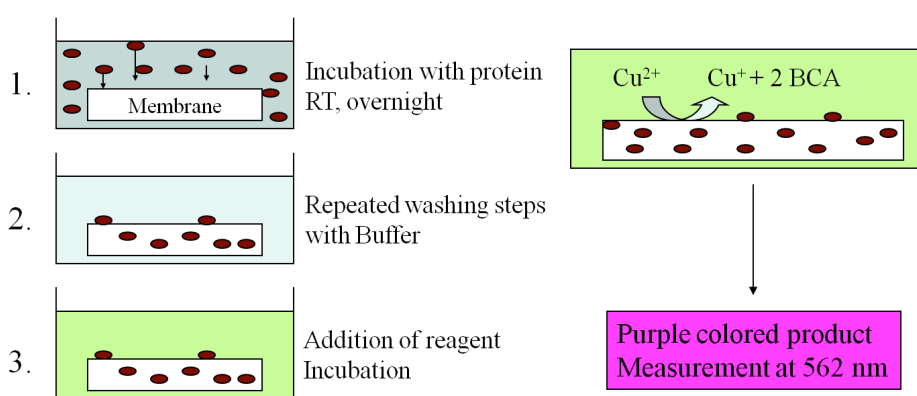 1.
Membrane
Incubation with protein
RT, overnight
2.
Repeated washing steps
with Buffer
3.
Addition of reagent
Incubation
Cu²⁺ Cu⁺ + 2 BCA
Purple colored product
Measurement at 562 nm